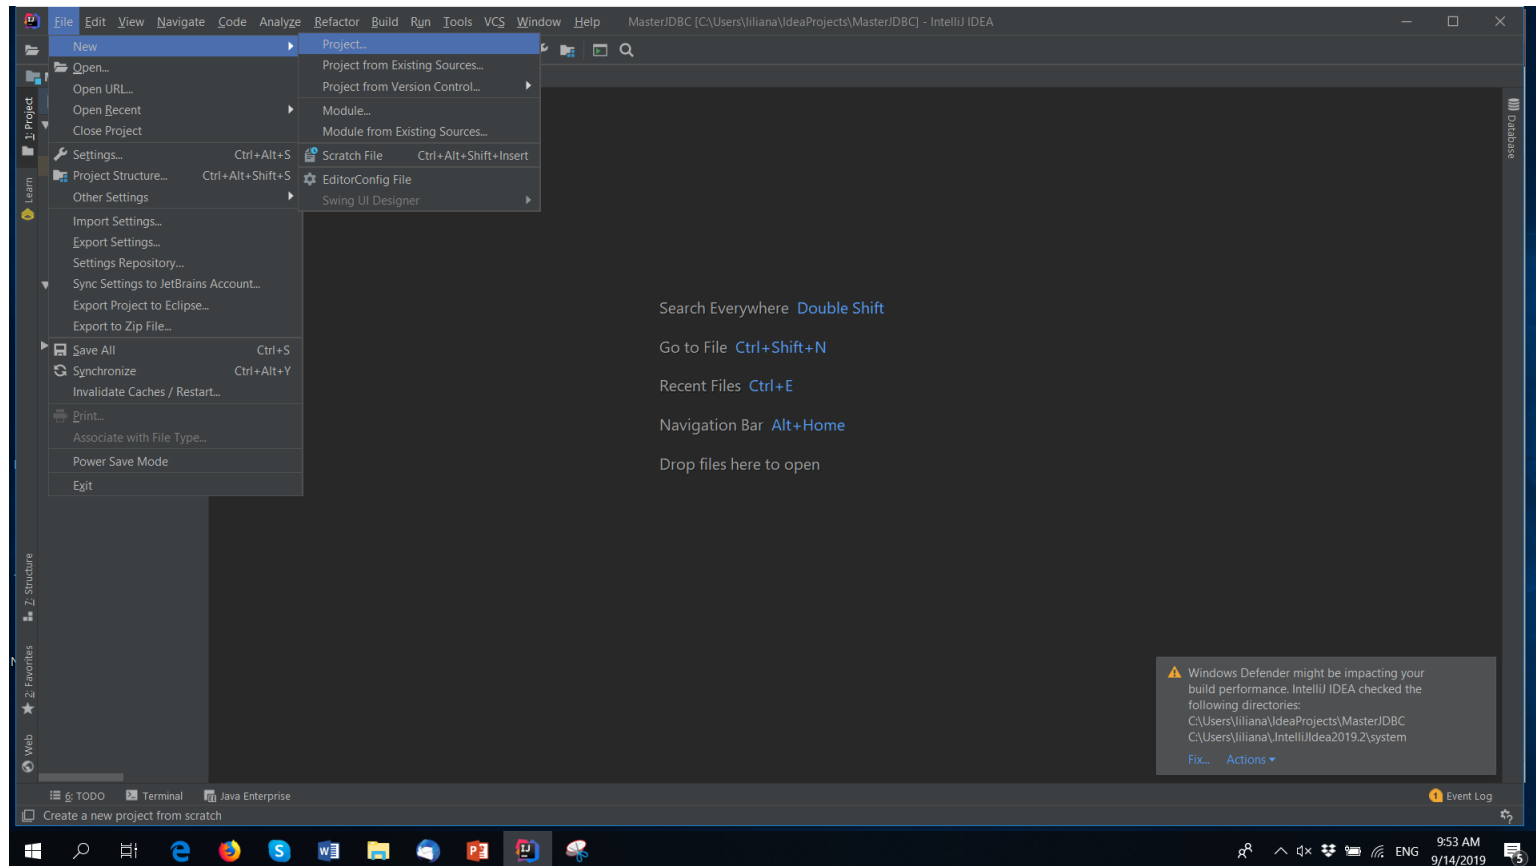 File Edit View Navigate Code Analyze Refactor Build Run Tools VCS Window Help MasterJDBC [C:\Users\liliana\IdeaProjects\MasterJDBC] - IntelliJ IDEA
New
Open...
Open URL...
Open Recent
Close Project
Settings... Ctrl+Alt+S
Project Structure... Ctrl+Alt+Shift+S
Other Settings
Import Settings...
Export Settings...
Settings Repository...
Sync Settings to JetBrains Account...
Export Project to Eclipse...
Export to Zip File...
Save All Ctrl+S
Synchronize Ctrl+Alt+Y
Invalidate Caches / Restart...
Print...
Associate with File Type...
Power Save Mode
Exit
Project...
Project from Existing Sources...
Project from Version Control...
Module...
Module from Existing Sources...
Scratch File Ctrl+Alt+Shift+Insert
EditorConfig File
Swing UI Designer
1: Project
Learn
7: Structure
2: Favorites
Web
Database
Search Everywhere Double Shift
Go to File Ctrl+Shift+N
Recent Files Ctrl+E
Navigation Bar Alt+Home
Drop files here to open
Windows Defender might be impacting your
build performance. IntelliJ IDEA checked the
following directories:
C:\Users\liliana\IdeaProjects\MasterJDBC
C:\Users\liliana\.IntelliJIdea2019.2\system
Fix... Actions
6: TODO Terminal Java Enterprise 1 Event Log
Create a new project from scratch
ENG
9:53 AM
9/14/2019
5